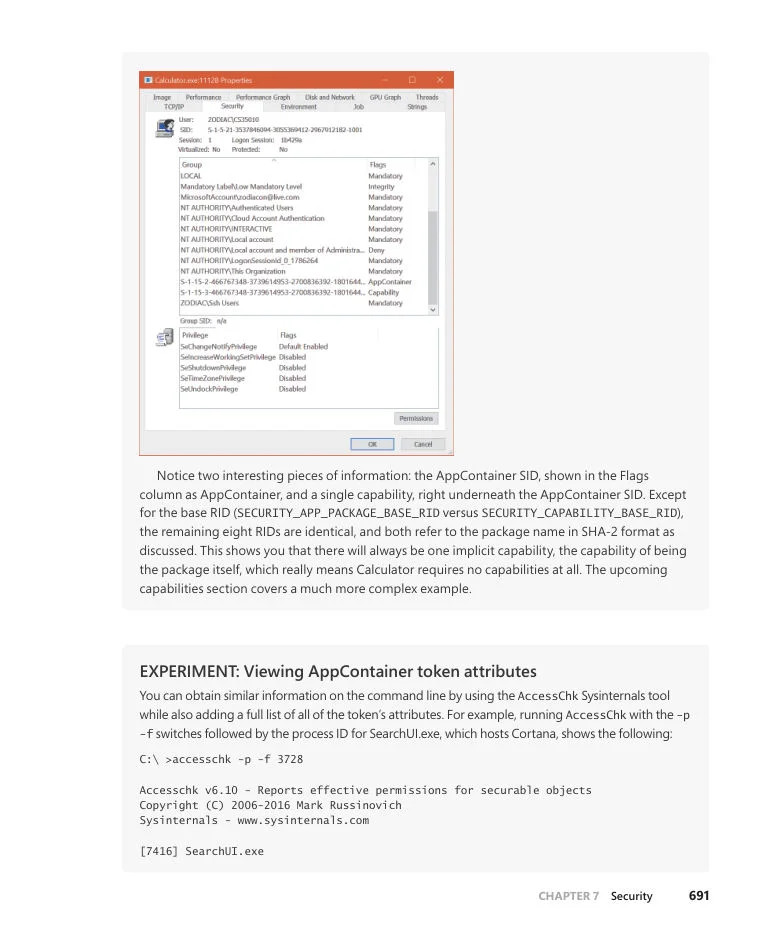 Calculator.exe:11128 Properties
Image Performance Performance Graph Disk and Network GPU Graph Threads
TCP/IP Security Environment Job Strings
User: ZODIAC\CS35010
SID: S-1-5-21-3537846094-3055369412-2967912182-1001
Session: 1 Logon Session: 1b429a
Virtualized: No Protected: No
Group Flags
LOCAL Mandatory
Mandatory Label\Low Mandatory Level Integrity
MicrosoftAccount\zodiacon@live.com Mandatory
NT AUTHORITY\Authenticated Users Mandatory
NT AUTHORITY\Cloud Account Authentication Mandatory
NT AUTHORITY\INTERACTIVE Mandatory
NT AUTHORITY\Local account Mandatory
NT AUTHORITY\Local account and member of Administra... Deny
NT AUTHORITY\LogonSessionId_0_1786264 Mandatory
NT AUTHORITY\This Organization Mandatory
S-1-15-2-466767348-3739614953-2700836392-1801644... AppContainer
S-1-15-3-466767348-3739614953-2700836392-1801644... Capability
ZODIAC\Ssh Users Mandatory
Group SID: n/a
Privilege Flags
SeChangeNotifyPrivilege Default Enabled
SeIncreaseWorkingSetPrivilege Disabled
SeShutdownPrivilege Disabled
SeTimeZonePrivilege Disabled
SeUndockPrivilege Disabled
Permissions
OK Cancel
Notice two interesting pieces of information: the AppContainer SID, shown in the Flags
column as AppContainer, and a single capability, right underneath the AppContainer SID. Except
for the base RID (SECURITY_APP_PACKAGE_BASE_RID versus SECURITY_CAPABILITY_BASE_RID),
the remaining eight RIDs are identical, and both refer to the package name in SHA-2 format as
discussed. This shows you that there will always be one implicit capability, the capability of being
the package itself, which really means Calculator requires no capabilities at all. The upcoming
capabilities section covers a much more complex example.
EXPERIMENT: Viewing AppContainer token attributes
You can obtain similar information on the command line by using the AccessChk Sysinternals tool
while also adding a full list of all of the token’s attributes. For example, running AccessChk with the -p
-f switches followed by the process ID for SearchUI.exe, which hosts Cortana, shows the following:
C:\ >accesschk -p -f 3728
Accesschk v6.10 - Reports effective permissions for securable objects
Copyright (C) 2006-2016 Mark Russinovich
Sysinternals - www.sysinternals.com
[7416] SearchUI.exe
CHAPTER 7 Security 691